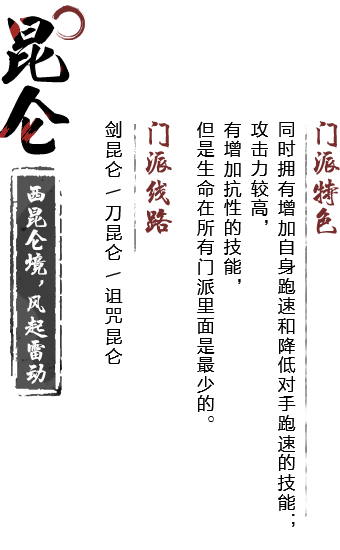 昆仑
西昆仑境，风起雷动
门派特色
同时拥有增加自身跑速和降低对手跑速的技能；
攻击力较高，
有增加抗性的技能，
但是生命在所有门派里面是最少的。
门派线路
剑昆仑 / 刀昆仑 / 诅咒昆仑